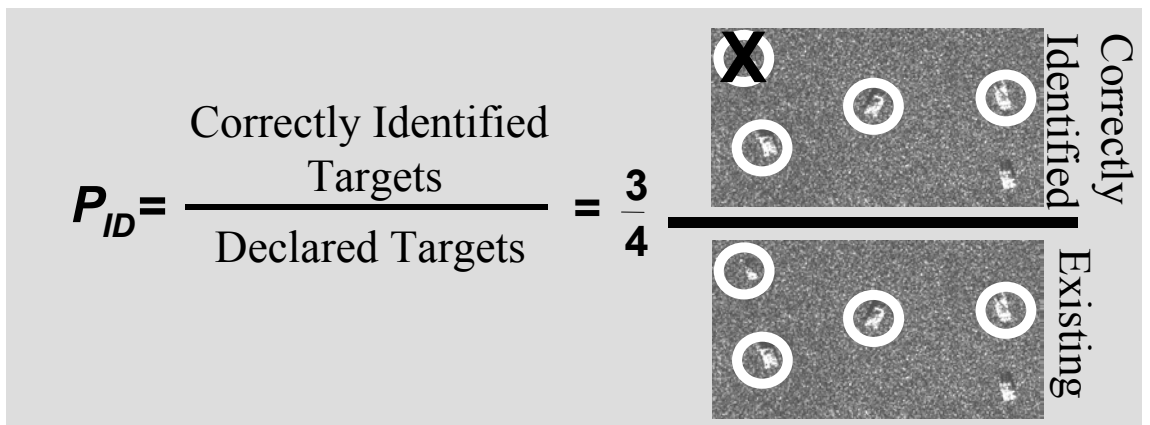 P_ID = Correctly Identified Targets / Declared Targets = 3/4
X
Correctly
Identified
Existing